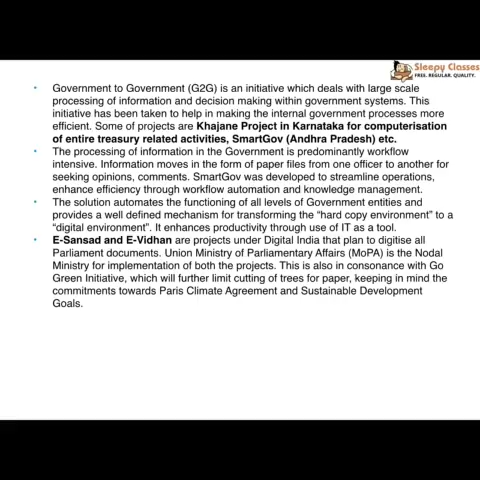 Sleepy Classes
FREE. REGULAR. QUALITY.
• Government to Government (G2G) is an initiative which deals with large scale
processing of information and decision making within government systems. This
initiative has been taken to help in making the internal government processes more
efficient. Some of projects are Khajane Project in Karnataka for computerisation
of entire treasury related activities, SmartGov (Andhra Pradesh) etc.
• The processing of information in the Government is predominantly workflow
intensive. Information moves in the form of paper files from one officer to another for
seeking opinions, comments. SmartGov was developed to streamline operations,
enhance efficiency through workflow automation and knowledge management.
• The solution automates the functioning of all levels of Government entities and
provides a well defined mechanism for transforming the “hard copy environment” to a
“digital environment”. It enhances productivity through use of IT as a tool.
• E-Sansad and E-Vidhan are projects under Digital India that plan to digitise all
Parliament documents. Union Ministry of Parliamentary Affairs (MoPA) is the Nodal
Ministry for implementation of both the projects. This is also in consonance with Go
Green Initiative, which will further limit cutting of trees for paper, keeping in mind the
commitments towards Paris Climate Agreement and Sustainable Development
Goals.